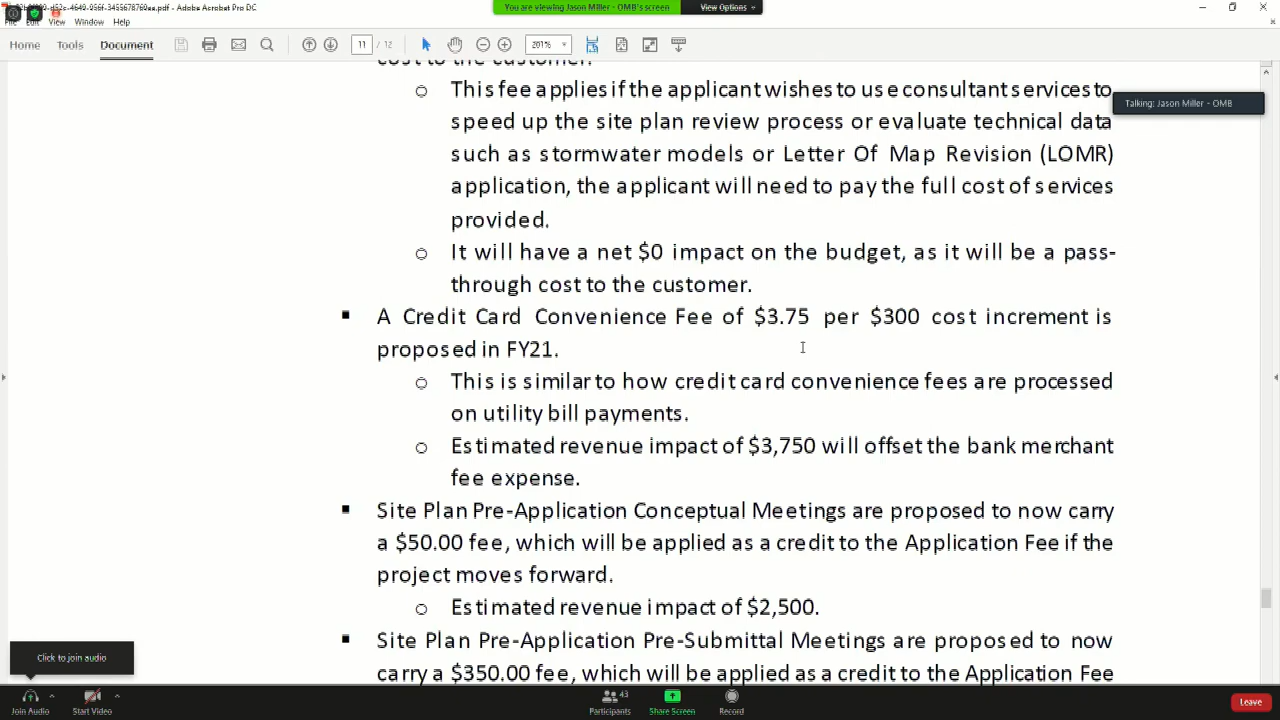 Adobe Acrobat Pro DC
You are viewing Jason Miller - OMB's screen
View Options
File View Window Help
Home Tools Document
11 / 12
201%
cost to the customer.
o This fee applies if the applicant wishes to use consultant services to
speed up the site plan review process or evaluate technical data
such as stormwater models or Letter Of Map Revision (LOMR)
application, the applicant will need to pay the full cost of services
provided.
o It will have a net $0 impact on the budget, as it will be a pass-
through cost to the customer.
▪ A Credit Card Convenience Fee of $3.75 per $300 cost increment is
proposed in FY21.
o This is similar to how credit card convenience fees are processed
on utility bill payments.
o Estimated revenue impact of $3,750 will offset the bank merchant
fee expense.
▪ Site Plan Pre-Application Conceptual Meetings are proposed to now carry
a $50.00 fee, which will be applied as a credit to the Application Fee if the
project moves forward.
o Estimated revenue impact of $2,500.
▪ Site Plan Pre-Application Pre-Submittal Meetings are proposed to now
carry a $350.00 fee, which will be applied as a credit to the Application Fee
Talking: Jason Miller - OMB
Click to join audio
Join Audio
Start Video
Participants 43
Share Screen
Record
Leave